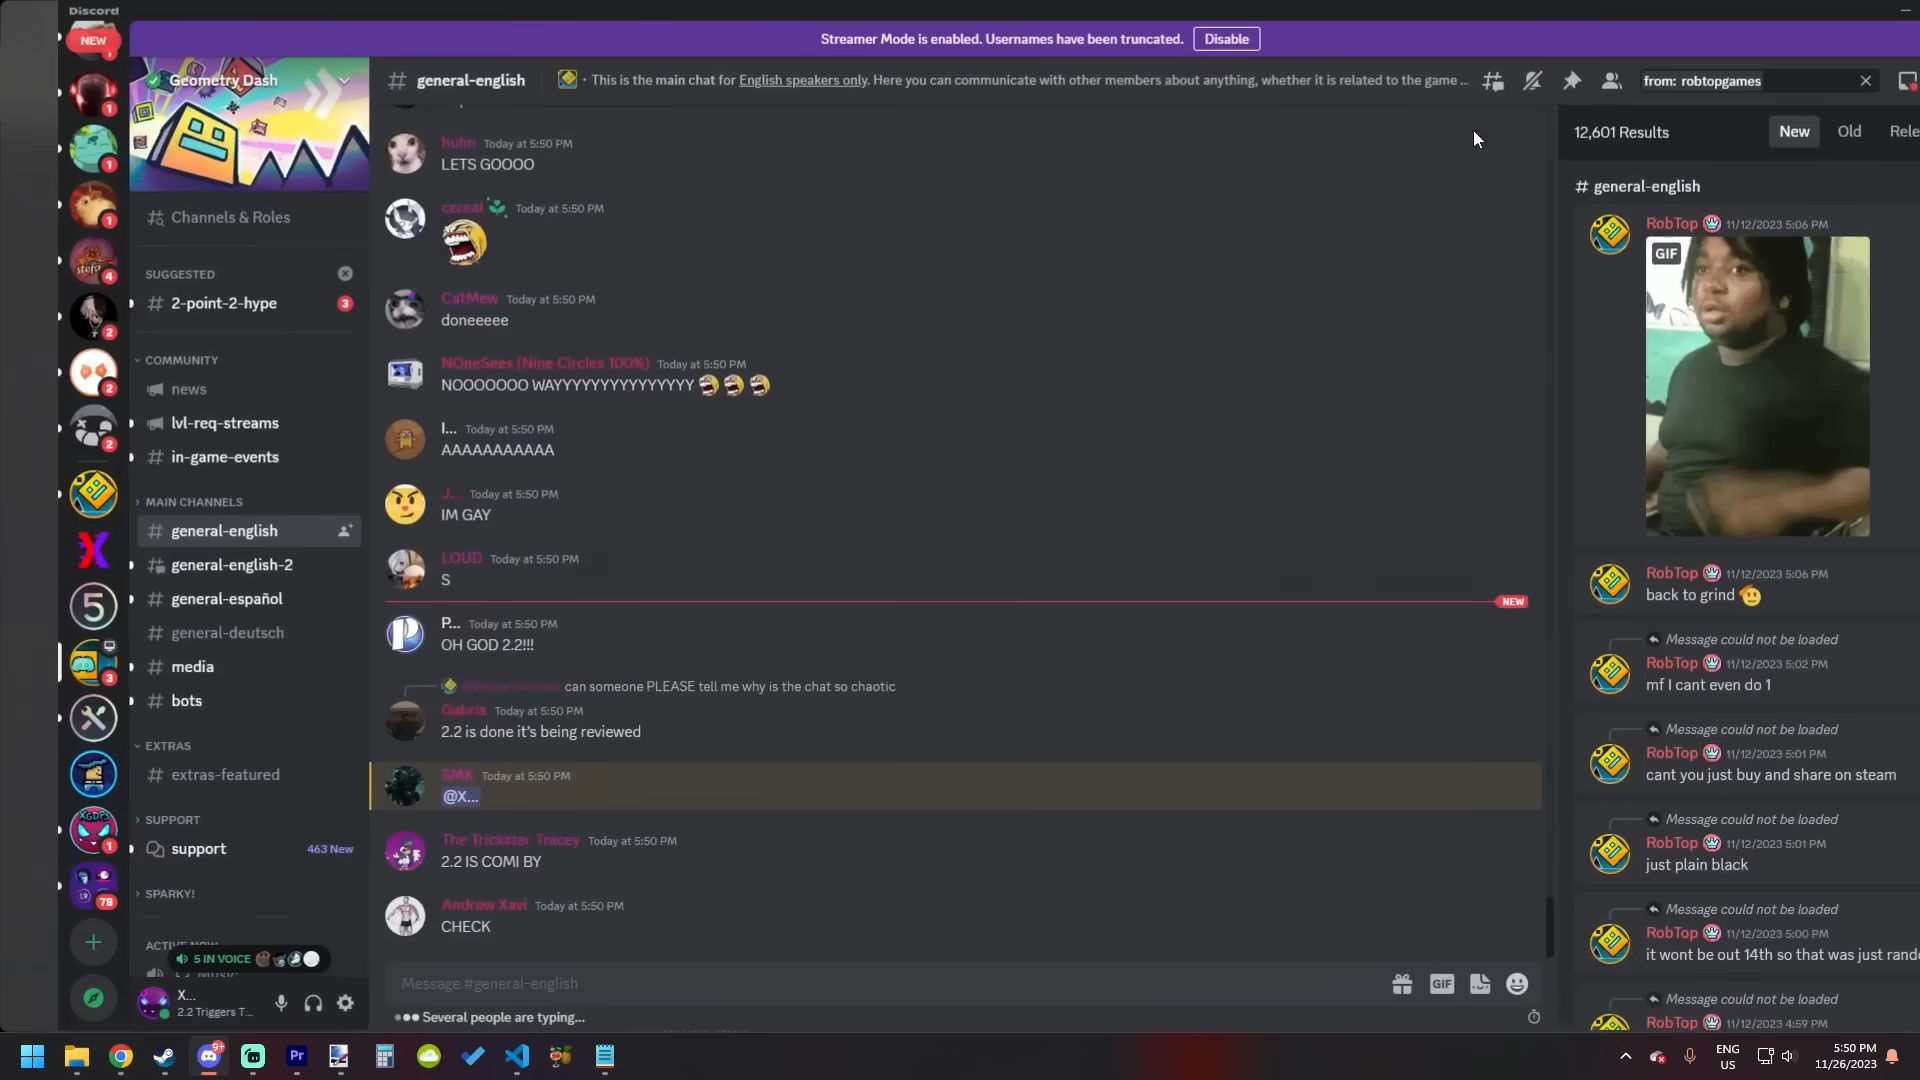 Discord
Streamer Mode is enabled. Usernames have been truncated. Disable
NEW
1
1
1
4
2
2
2
3
1
78
Geometry Dash
Channels & Roles
SUGGESTED
2-point-2-hype 3
COMMUNITY
news
lvl-req-streams
in-game-events
MAIN CHANNELS
# general-english
general-english-2
# general-español
# general-deutsch
# media
# bots
EXTRAS
# extras-featured
SUPPORT
support 463 New
SPARKY!
ACTIVE NOW
5 IN VOICE
X...
2.2 Triggers T...
# general-english
· This is the main chat for English speakers only. Here you can communicate with other members about anything, whether it is related to the game ...
from: robtopgames
huhn Today at 5:50 PM
LETS GOOOO
cereal Today at 5:50 PM
CatMew Today at 5:50 PM
doneeeee
NOneSees (Nine Circles 100%) Today at 5:50 PM
NOOOOOOO WAYYYYYYYYYYYYYYY
I... Today at 5:50 PM
AAAAAAAAAAA
J... Today at 5:50 PM
IM GAY
LOUD Today at 5:50 PM
S
NEW
P... Today at 5:50 PM
OH GOD 2.2!!!
can someone PLEASE tell me why is the chat so chaotic
Gabris Today at 5:50 PM
2.2 is done it's being reviewed
SMK Today at 5:50 PM
@X...
The Trickster Tracey Today at 5:50 PM
2.2 IS COMI BY
Andrew Xavi Today at 5:50 PM
CHECK
Message #general-english
GIF
Several people are typing...
12,601 Results New Old Rele
# general-english
RobTop 11/12/2023 5:06 PM
GIF
RobTop 11/12/2023 5:06 PM
back to grind
Message could not be loaded
RobTop 11/12/2023 5:02 PM
mf I cant even do 1
Message could not be loaded
RobTop 11/12/2023 5:01 PM
cant you just buy and share on steam
Message could not be loaded
RobTop 11/12/2023 5:01 PM
just plain black
Message could not be loaded
RobTop 11/12/2023 5:00 PM
it wont be out 14th so that was just rand
Message could not be loaded
RobTop 11/12/2023 4:59 PM
9+
Pr
ENG
US
5:50 PM
11/26/2023